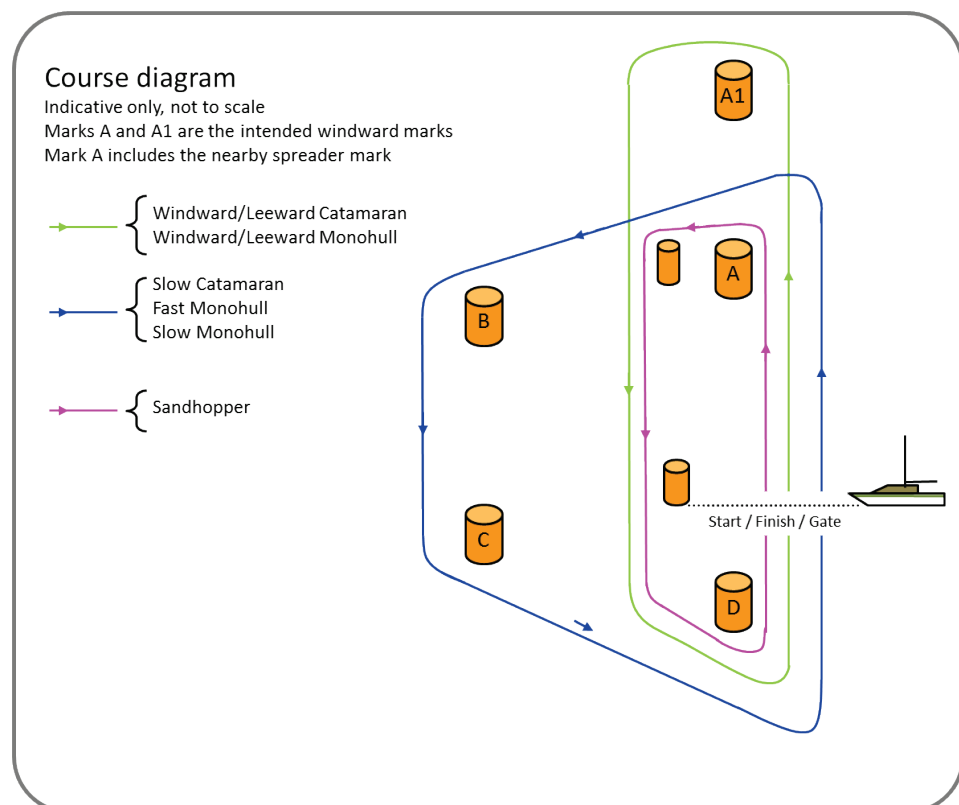 Course diagram
Indicative only, not to scale
Marks A and A1 are the intended windward marks
Mark A includes the nearby spreader mark
Windward/Leeward Catamaran
Windward/Leeward Monohull
Slow Catamaran
Fast Monohull
Slow Monohull
Sandhopper
A1
A
B
C
Start / Finish / Gate
D